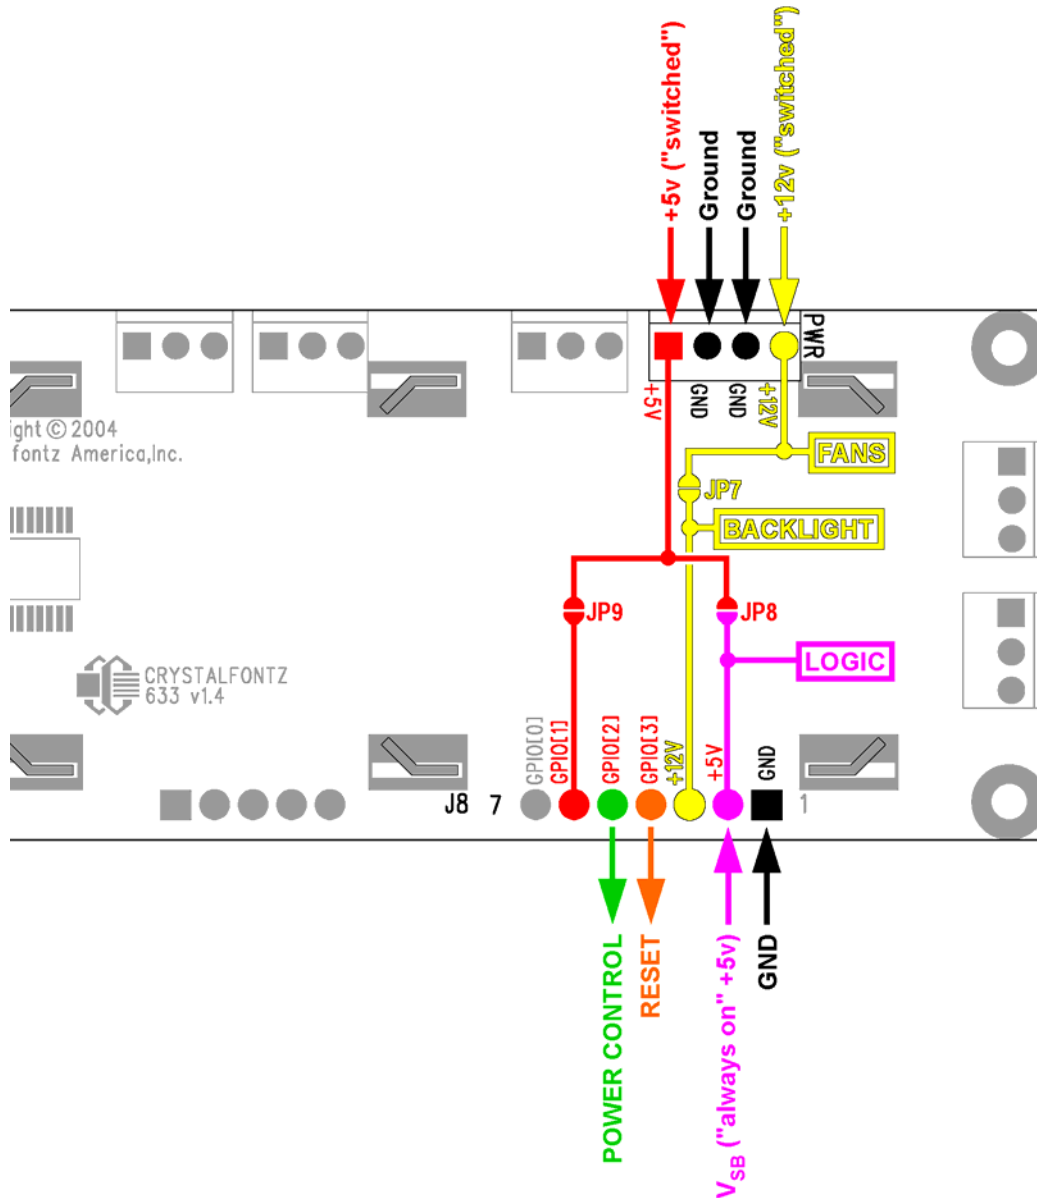 +5v ("switched")
Ground
Ground
+12v ("switched")
PWR
+5V
GND
GND
+12V
ight © 2004
fontz America,Inc.
FANS
JP7
BACKLIGHT
JP9
JP8
LOGIC
CRYSTALFONTZ
633 v1.4
GPIO[0]
GPIO[1]
GPIO[2]
GPIO[3]
+12V
+5V
GND
J8 7
1
POWER CONTROL
RESET
VSB ("always on" +5v)
GND